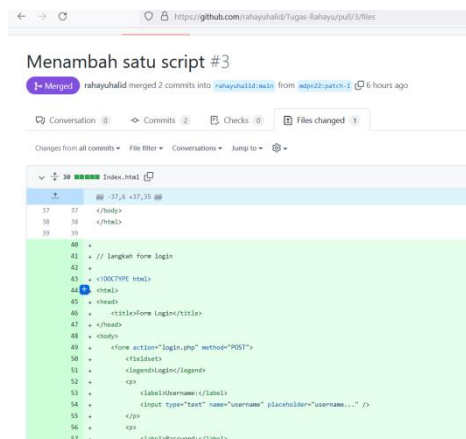 https://github.com/rahayuhalid/Tugas-Rahayu/pull/3/files
Menambah satu script #3
Merged rahayuhalid merged 2 commits into rahayuhalid:main from mdpn22:patch-1 6 hours ago
Conversation 0 Commits 2 Checks 0 Files changed 1
Changes from all commits File filter Conversations Jump to
30 Index.html
@@ -37,6 +37,35 @@
37 37 </body>
38 38 </html>
39 39
40 +
41 + // langkah form login
42 +
43 + <!DOCTYPE html>
44 + <html>
45 + <head>
46 + <title>Form Login</title>
47 + </head>
48 + <body>
49 + <form action="login.php" method="POST">
50 + <fieldset>
51 + <legend>Login</legend>
52 + <p>
53 + <label>Username:</label>
54 + <input type="text" name="username" placeholder="username..." />
55 + </p>
56 + <p>
57 + <label>Password:</label>